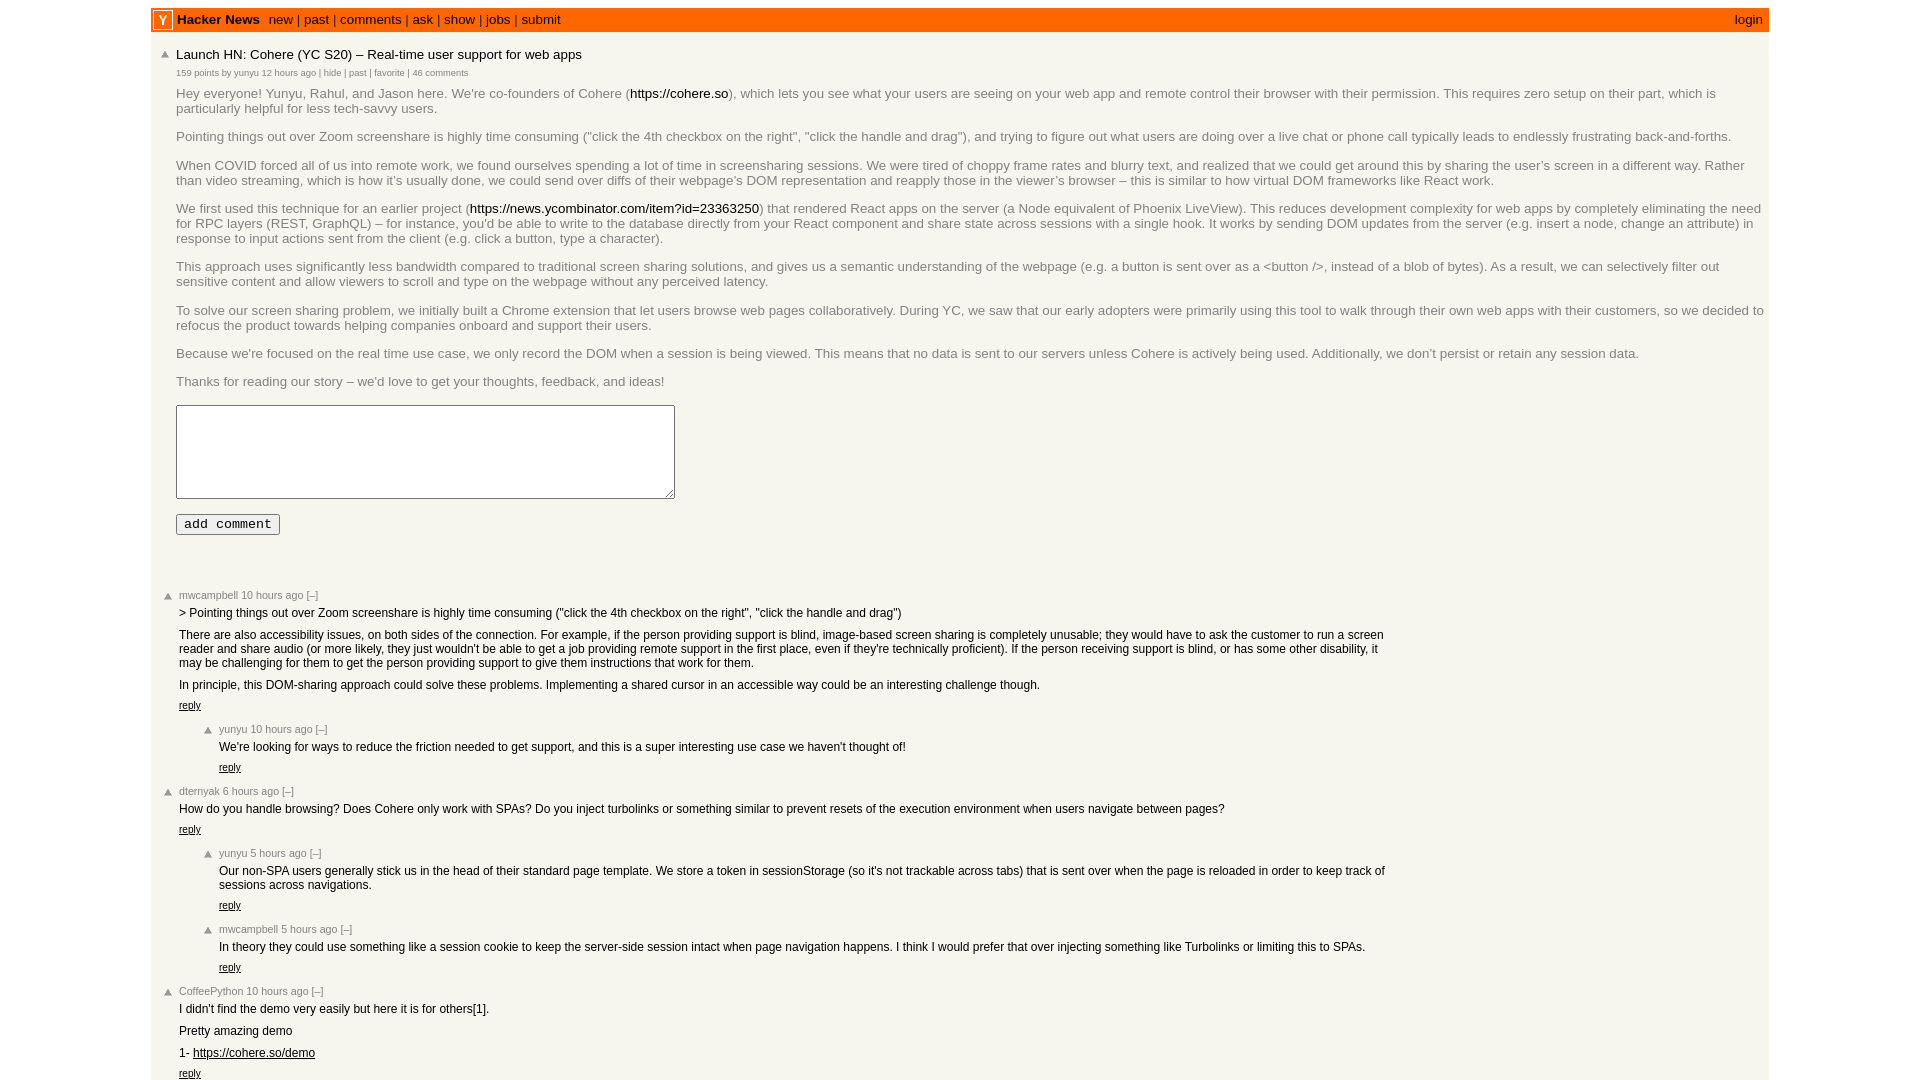 Y Hacker News new | past | comments | ask | show | jobs | submit login
Launch HN: Cohere (YC S20) – Real-time user support for web apps
159 points by yunyu 12 hours ago | hide | past | favorite | 46 comments
Hey everyone! Yunyu, Rahul, and Jason here. We're co-founders of Cohere (https://cohere.so), which lets you see what your users are seeing on your web app and remote control their browser with their permission. This requires zero setup on their part, which is
particularly helpful for less tech-savvy users.
Pointing things out over Zoom screenshare is highly time consuming ("click the 4th checkbox on the right", "click the handle and drag"), and trying to figure out what users are doing over a live chat or phone call typically leads to endlessly frustrating back-and-forths.
When COVID forced all of us into remote work, we found ourselves spending a lot of time in screensharing sessions. We were tired of choppy frame rates and blurry text, and realized that we could get around this by sharing the user’s screen in a different way. Rather
than video streaming, which is how it’s usually done, we could send over diffs of their webpage’s DOM representation and reapply those in the viewer’s browser – this is similar to how virtual DOM frameworks like React work.
We first used this technique for an earlier project (https://news.ycombinator.com/item?id=23363250) that rendered React apps on the server (a Node equivalent of Phoenix LiveView). This reduces development complexity for web apps by completely eliminating the need
for RPC layers (REST, GraphQL) – for instance, you'd be able to write to the database directly from your React component and share state across sessions with a single hook. It works by sending DOM updates from the server (e.g. insert a node, change an attribute) in
response to input actions sent from the client (e.g. click a button, type a character).
This approach uses significantly less bandwidth compared to traditional screen sharing solutions, and gives us a semantic understanding of the webpage (e.g. a button is sent over as a <button />, instead of a blob of bytes). As a result, we can selectively filter out
sensitive content and allow viewers to scroll and type on the webpage without any perceived latency.
To solve our screen sharing problem, we initially built a Chrome extension that let users browse web pages collaboratively. During YC, we saw that our early adopters were primarily using this tool to walk through their own web apps with their customers, so we decided to
refocus the product towards helping companies onboard and support their users.
Because we're focused on the real time use case, we only record the DOM when a session is being viewed. This means that no data is sent to our servers unless Cohere is actively being used. Additionally, we don’t persist or retain any session data.
Thanks for reading our story – we'd love to get your thoughts, feedback, and ideas!
add comment
mwcampbell 10 hours ago [–]
> Pointing things out over Zoom screenshare is highly time consuming ("click the 4th checkbox on the right", "click the handle and drag")
There are also accessibility issues, on both sides of the connection. For example, if the person providing support is blind, image-based screen sharing is completely unusable; they would have to ask the customer to run a screen
reader and share audio (or more likely, they just wouldn't be able to get a job providing remote support in the first place, even if they're technically proficient). If the person receiving support is blind, or has some other disability, it
may be challenging for them to get the person providing support to give them instructions that work for them.
In principle, this DOM-sharing approach could solve these problems. Implementing a shared cursor in an accessible way could be an interesting challenge though.
reply
yunyu 10 hours ago [–]
We're looking for ways to reduce the friction needed to get support, and this is a super interesting use case we haven't thought of!
reply
dternyak 6 hours ago [–]
How do you handle browsing? Does Cohere only work with SPAs? Do you inject turbolinks or something similar to prevent resets of the execution environment when users navigate between pages?
reply
yunyu 5 hours ago [–]
Our non-SPA users generally stick us in the head of their standard page template. We store a token in sessionStorage (so it's not trackable across tabs) that is sent over when the page is reloaded in order to keep track of
sessions across navigations.
reply
mwcampbell 5 hours ago [–]
In theory they could use something like a session cookie to keep the server-side session intact when page navigation happens. I think I would prefer that over injecting something like Turbolinks or limiting this to SPAs.
reply
CoffeePython 10 hours ago [–]
I didn't find the demo very easily but here it is for others[1].
Pretty amazing demo
1- https://cohere.so/demo
reply